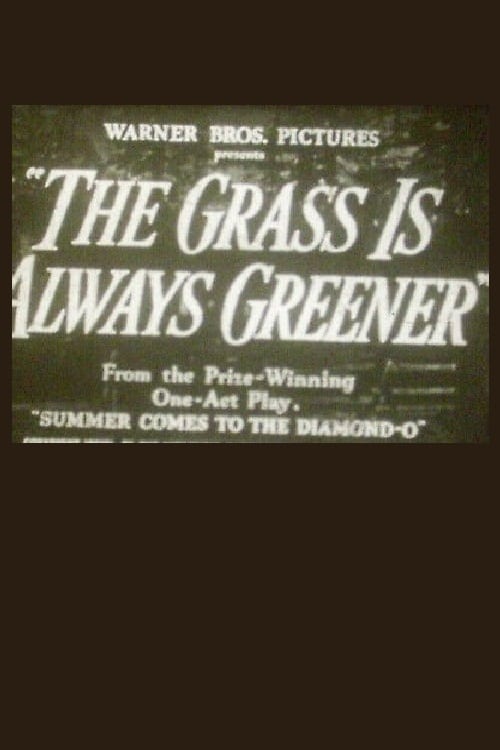 WARNER BROS. PICTURES
presents
"THE GRASS IS
ALWAYS GREENER"
From the Prize-Winning
One-Act Play.
"SUMMER COMES TO THE DIAMOND-O"